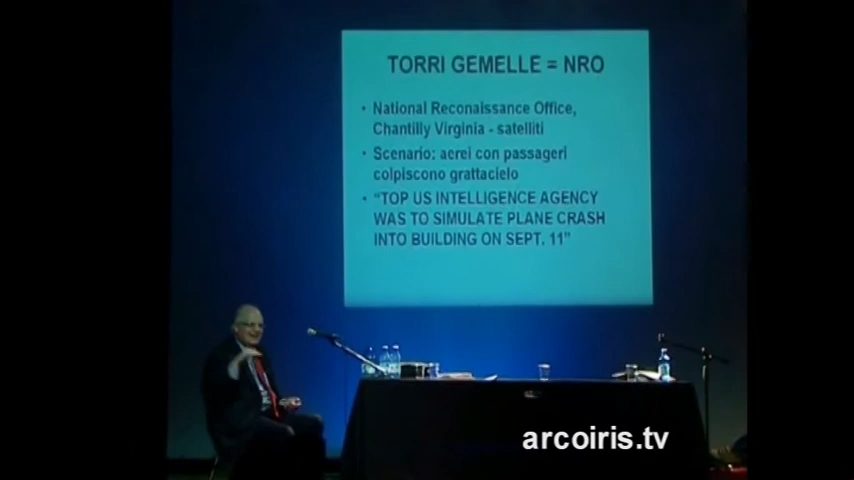 TORRI GEMELLE = NRO
• National Reconaissance Office,
Chantilly Virginia - satelliti
• Scenario: aerei con passageri
colpiscono grattacielo
• “TOP US INTELLIGENCE AGENCY
WAS TO SIMULATE PLANE CRASH
INTO BUILDING ON SEPT. 11”
arcoiris.tv